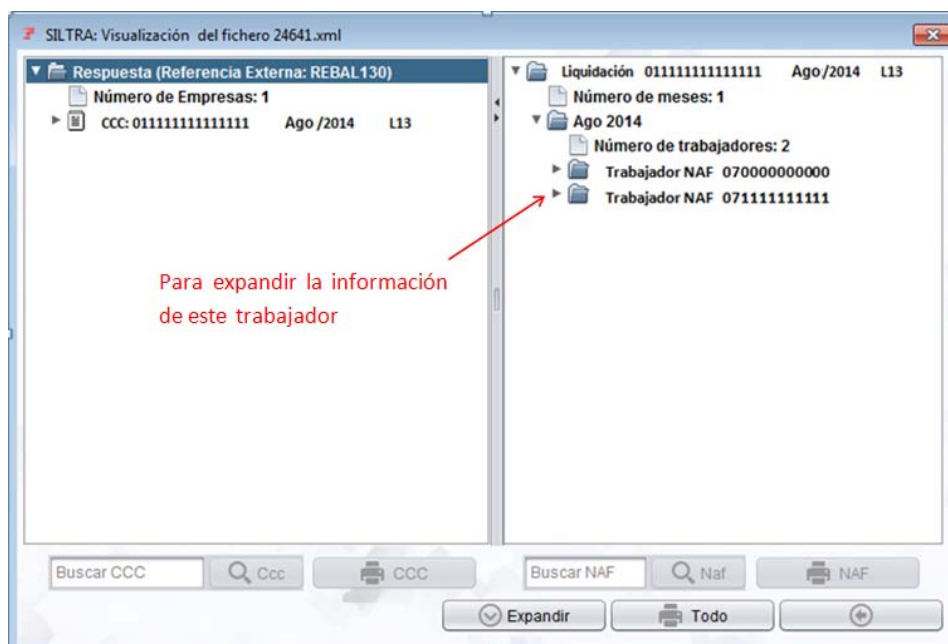 SILTRA: Visualización del fichero 24641.xml
Respuesta (Referencia Externa: REBAL130)
Número de Empresas: 1
CCC: 011111111111111 Ago /2014 L13
Liquidación 011111111111111 Ago/2014 L13
Número de meses: 1
Ago 2014
Número de trabajadores: 2
Trabajador NAF 070000000000
Trabajador NAF 071111111111
Para expandir la información
de este trabajador
Buscar CCC Ccc CCC
Buscar NAF Naf NAF
Expandir Todo